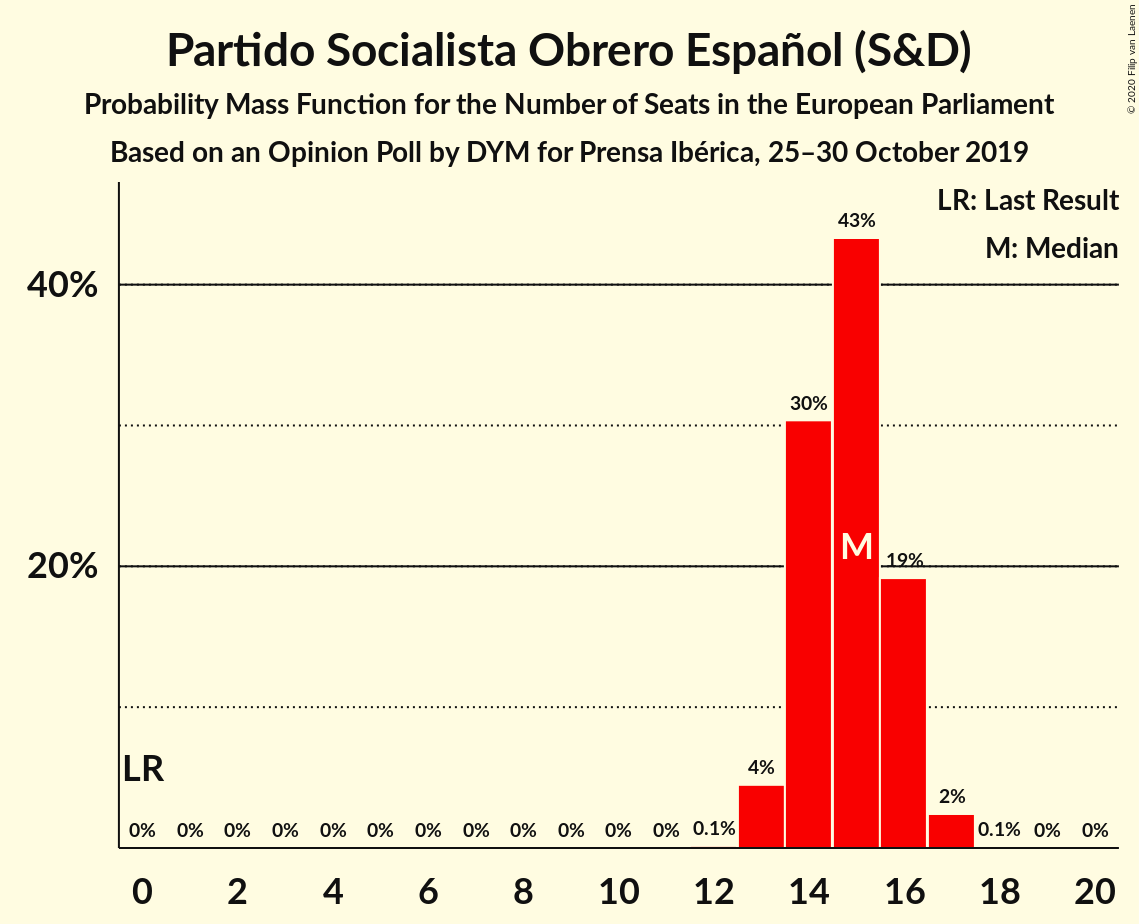 Partido Socialista Obrero Español (S&D)
Probability Mass Function for the Number of Seats in the European Parliament
Based on an Opinion Poll by DYM for Prensa Ibérica, 25–30 October 2019
© 2020 Filip van Laenen
LR: Last Result
M: Median
40%
20%
43%
30%
M
19%
LR
4%
2%
0% 0% 0% 0% 0% 0% 0% 0% 0% 0% 0% 0% 0.1% 0.1% 0% 0%
0 2 4 6 8 10 12 14 16 18 20